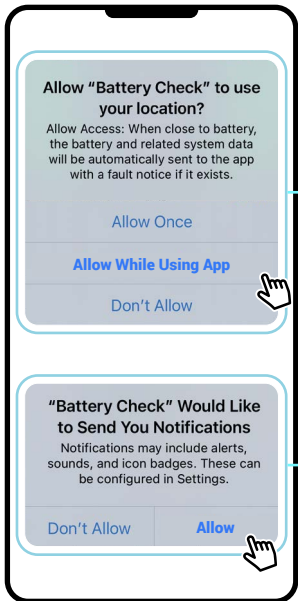 Allow “Battery Check” to use
your location?
Allow Access: When close to battery,
the battery and related system data
will be automatically sent to the app
with a fault notice if it exists.
Allow Once
Allow While Using App
Don’t Allow
“Battery Check” Would Like
to Send You Notifications
Notifications may include alerts,
sounds, and icon badges. These can
be configured in Settings.
Don’t Allow
Allow